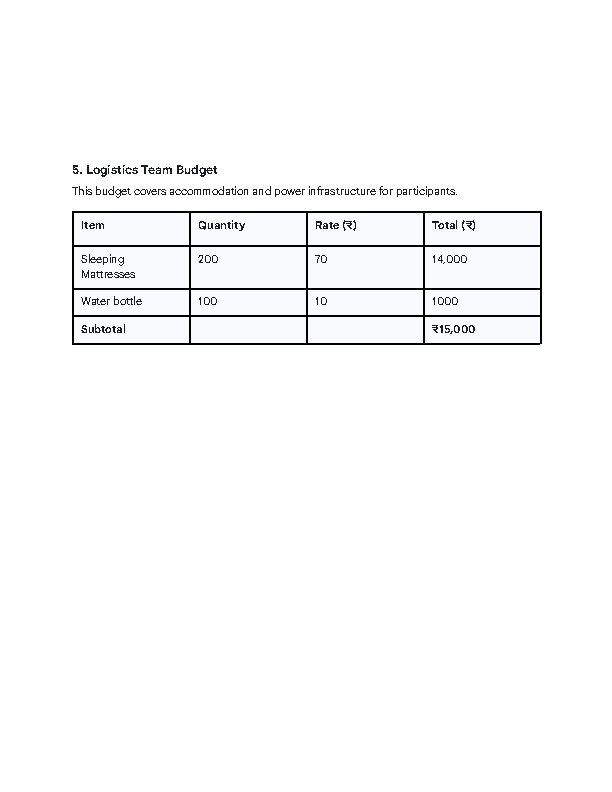 5. Logistics Team Budget
This budget covers accommodation and power infrastructure for participants.
Item Quantity Rate (₹) Total (₹)
Sleeping 200 70 14,000
Mattresses
Water bottle 100 10 1000
Subtotal ₹15,000